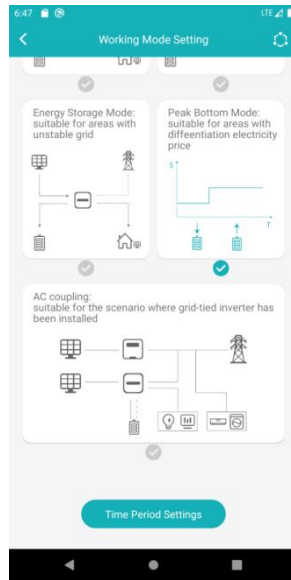 6:47
LTE
Working Mode Setting
Energy Storage Mode:
suitable for areas with
unstable grid
Peak Bottom Mode:
suitable for areas with
diffeentiation electricity
price
S
T
AC coupling:
suitable for the scenario where grid-tied inverter has
been installed
Time Period Settings